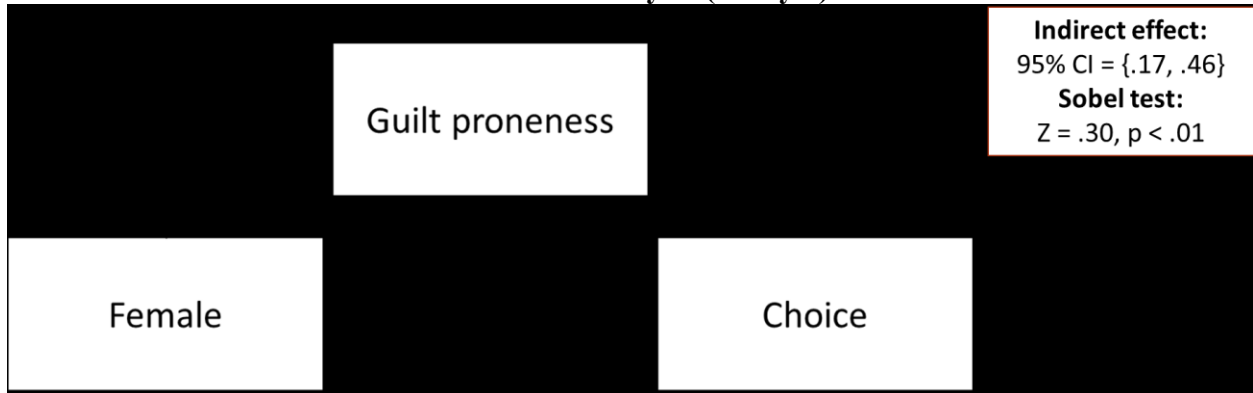 Indirect effect:
95% CI = {.17, .46}
Sobel test:
Z = .30, p < .01
Guilt proneness
Female
Choice